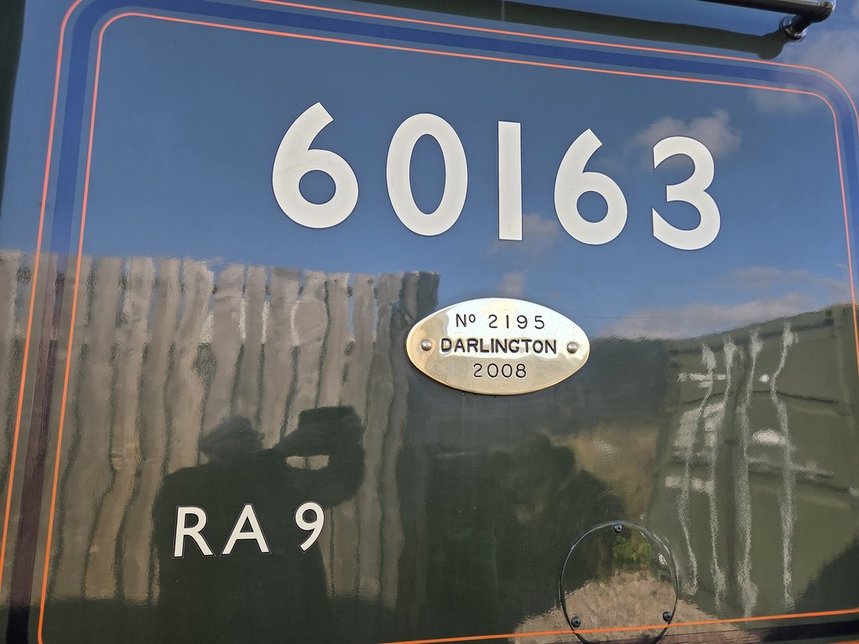 60163
Nº 2195
DARLINGTON
2008
RA 9